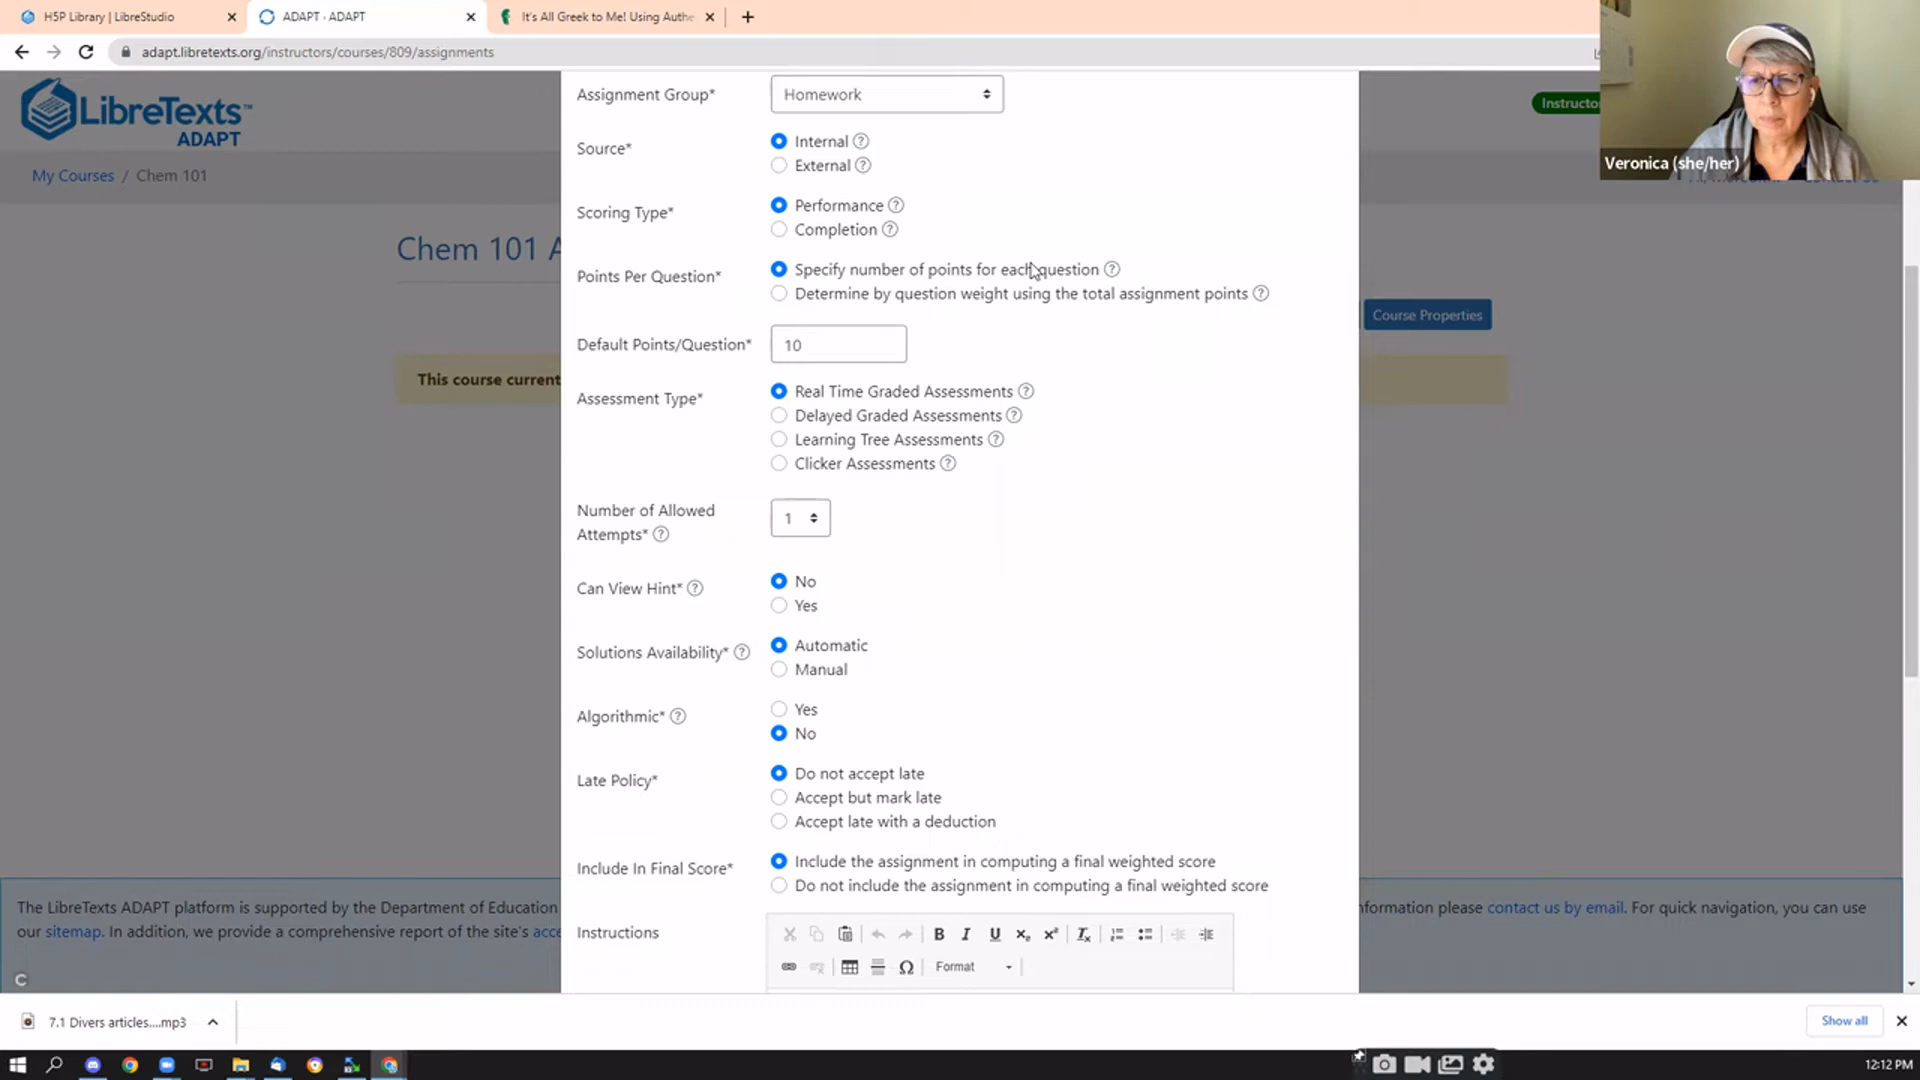 H5P Library | LibreStudio
ADAPT · ADAPT
It's All Greek to Me! Using Authe
adapt.libretexts.org/instructors/courses/809/assignments
LibreTexts™
ADAPT
Instructo
Veronica (she/her)
My Courses / Chem 101
Chem 101 A
Course Properties
This course current
Assignment Group*
Homework
Source*
Internal ?
External ?
Scoring Type*
Performance ?
Completion ?
Points Per Question*
Specify number of points for each question ?
Determine by question weight using the total assignment points ?
Default Points/Question*
10
Assessment Type*
Real Time Graded Assessments ?
Delayed Graded Assessments ?
Learning Tree Assessments ?
Clicker Assessments ?
Number of Allowed
Attempts* ?
1
Can View Hint* ?
No
Yes
Solutions Availability* ?
Automatic
Manual
Algorithmic* ?
Yes
No
Late Policy*
Do not accept late
Accept but mark late
Accept late with a deduction
Include In Final Score*
Include the assignment in computing a final weighted score
Do not include the assignment in computing a final weighted score
Instructions
B I U x₂ x² Tx
Ω Format
The LibreTexts ADAPT platform is supported by the Department of Education
formation please contact us by email. For quick navigation, you can use
our sitemap. In addition, we provide a comprehensive report of the site's acce
7.1 Divers articles....mp3
Show all
12:12 PM